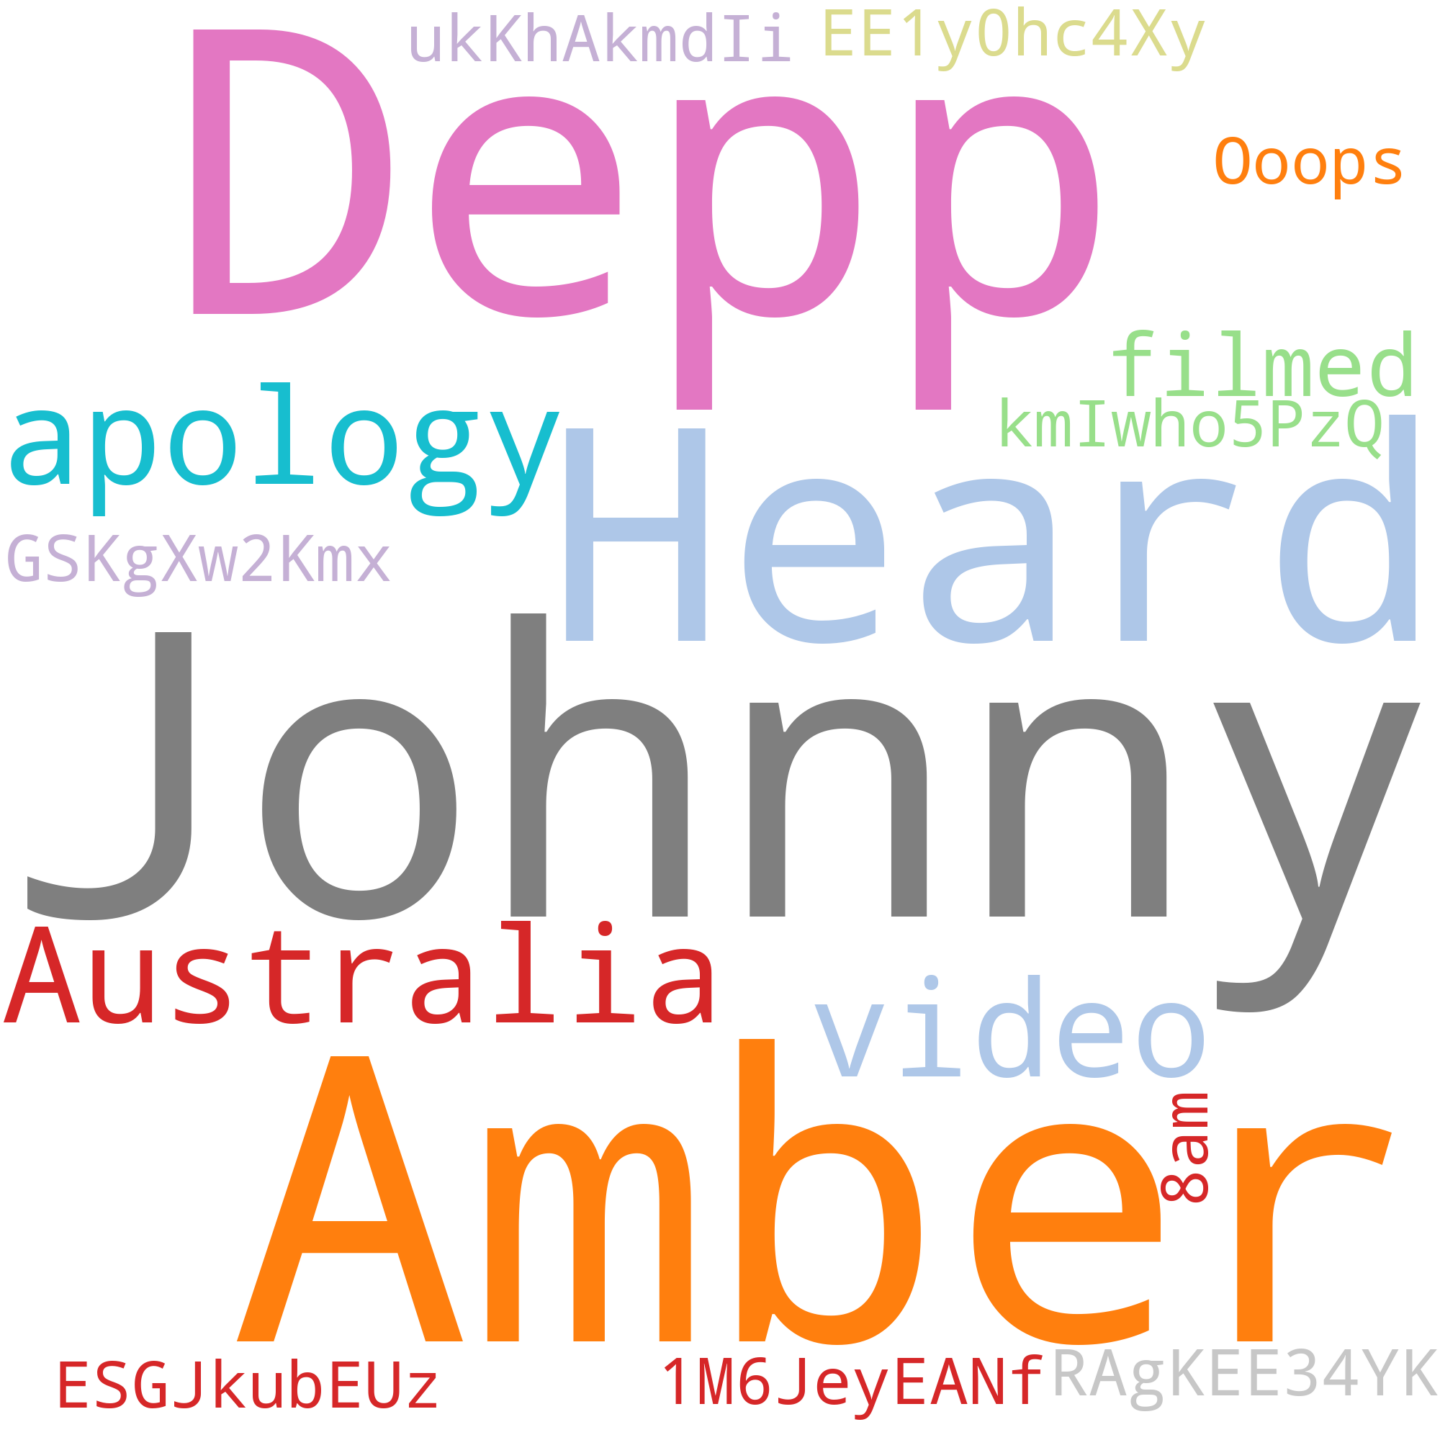 ukKhAkmdIi
EE1y0hc4Xy
Depp
Ooops
filmed
apology
kmIwho5PzQ
Heard
GSKgXw2Kmx
Johnny
Australia
video
8am
Amber
ESGJkubEUz
1M6JeyEANf
RAgKEE34YK